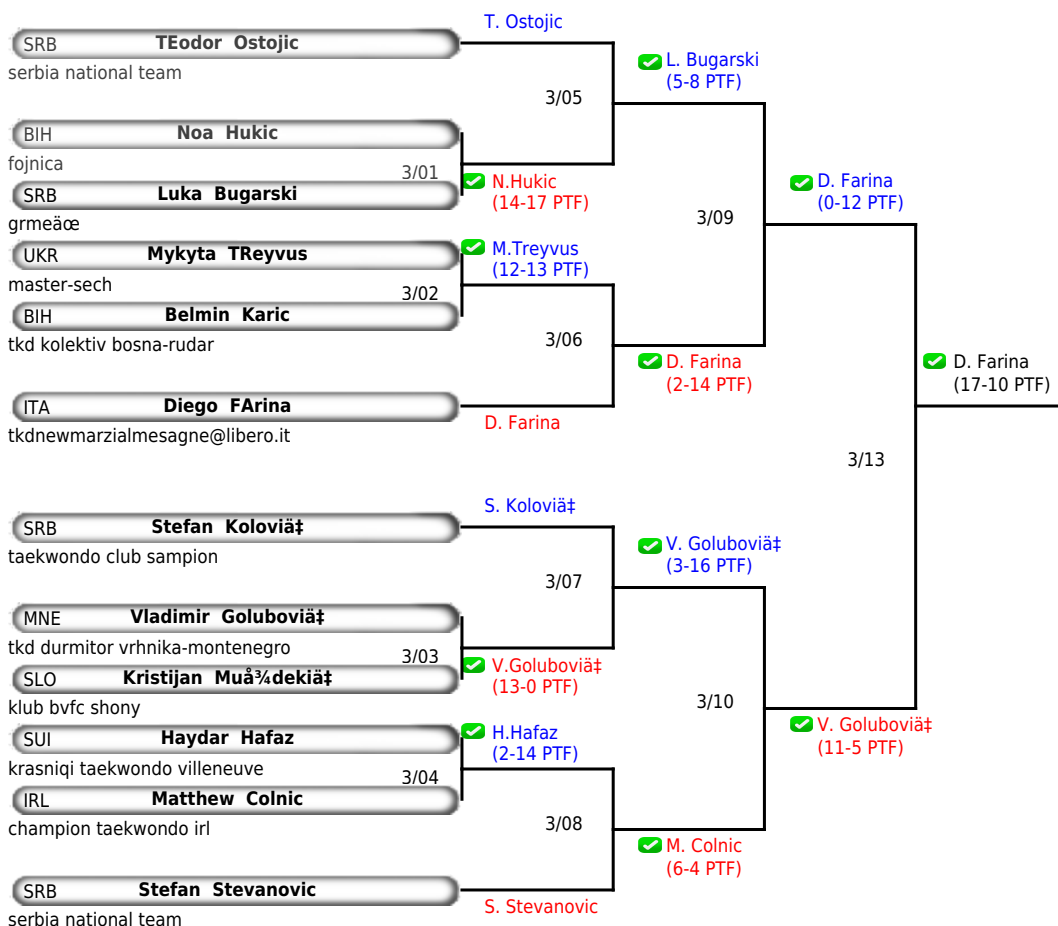 T. Ostojic
SRB TEodor Ostojic
serbia national team
L. Bugarski
(5-8 PTF)
3/05
BIH Noa Hukic
fojnica
3/01
SRB Luka Bugarski
grmeäœ
N.Hukic
(14-17 PTF)
D. Farina
(0-12 PTF)
3/09
UKR Mykyta TReyvus
master-sech
M.Treyvus
(12-13 PTF)
3/02
BIH Belmin Karic
tkd kolektiv bosna-rudar
3/06
D. Farina
(2-14 PTF)
D. Farina
(17-10 PTF)
ITA Diego FArina
tkdnewmarzialmesagne@libero.it
D. Farina
3/13
S. Koloviä‡
SRB Stefan Koloviä‡
taekwondo club sampion
V. Goluboviä‡
(3-16 PTF)
3/07
MNE Vladimir Goluboviä‡
tkd durmitor vrhnika-montenegro
3/03
SLO Kristijan Muå¾dekiä‡
klub bvfc shony
V.Goluboviä‡
(13-0 PTF)
3/10
V. Goluboviä‡
(11-5 PTF)
SUI Haydar Hafaz
krasniqi taekwondo villeneuve
H.Hafaz
(2-14 PTF)
3/04
IRL Matthew Colnic
champion taekwondo irl
3/08
M. Colnic
(6-4 PTF)
SRB Stefan Stevanovic
serbia national team
S. Stevanovic